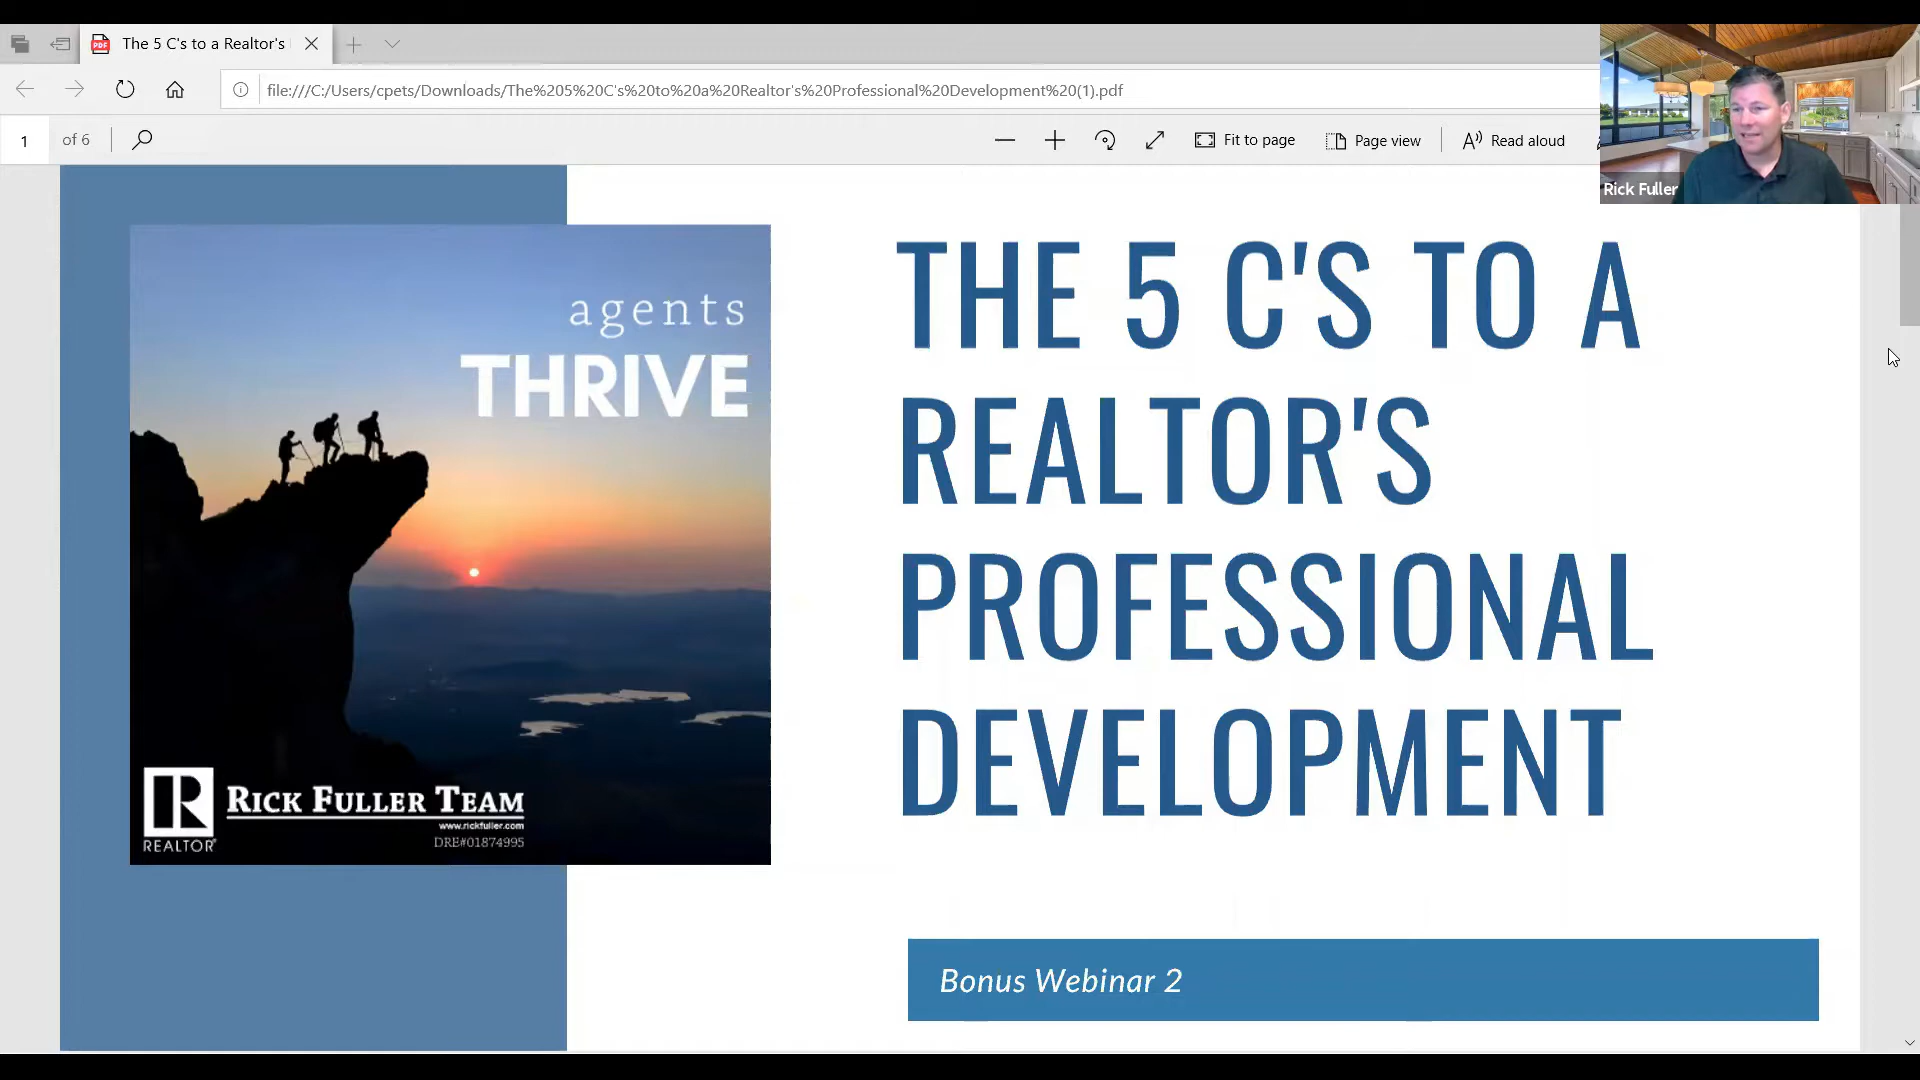 The 5 C's to a Realtor's
file:///C:/Users/cpets/Downloads/The%205%20C's%20to%20a%20Realtor's%20Professional%20Development%20(1).pdf
1 of 6
Fit to page
Page view
Read aloud
Rick Fuller
agents
THRIVE
RICK FULLER TEAM
www.rickfuller.com
DRE#01874995
REALTOR®
THE 5 C'S TO A
REALTOR'S
PROFESSIONAL
DEVELOPMENT
Bonus Webinar 2